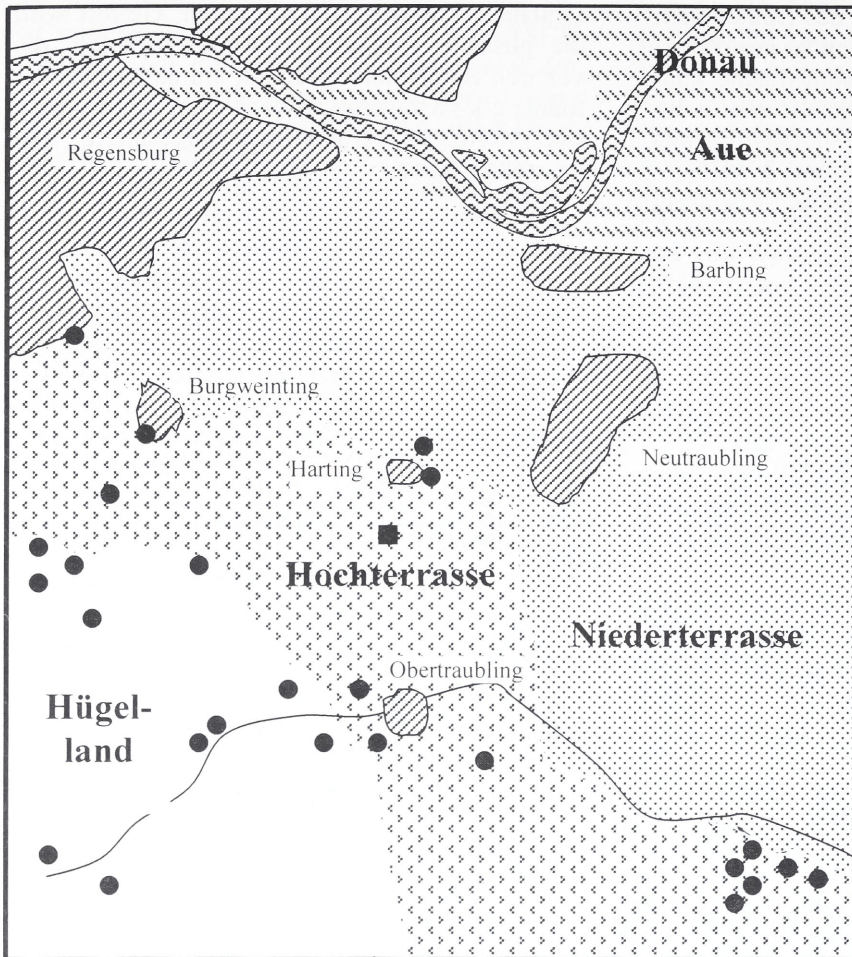 Donau
Aue
Regensburg
Barbing
Burgweinting
Harting
Neutraubling
Hochterrasse
Niederterrasse
Obertraubling
Hügel-
land